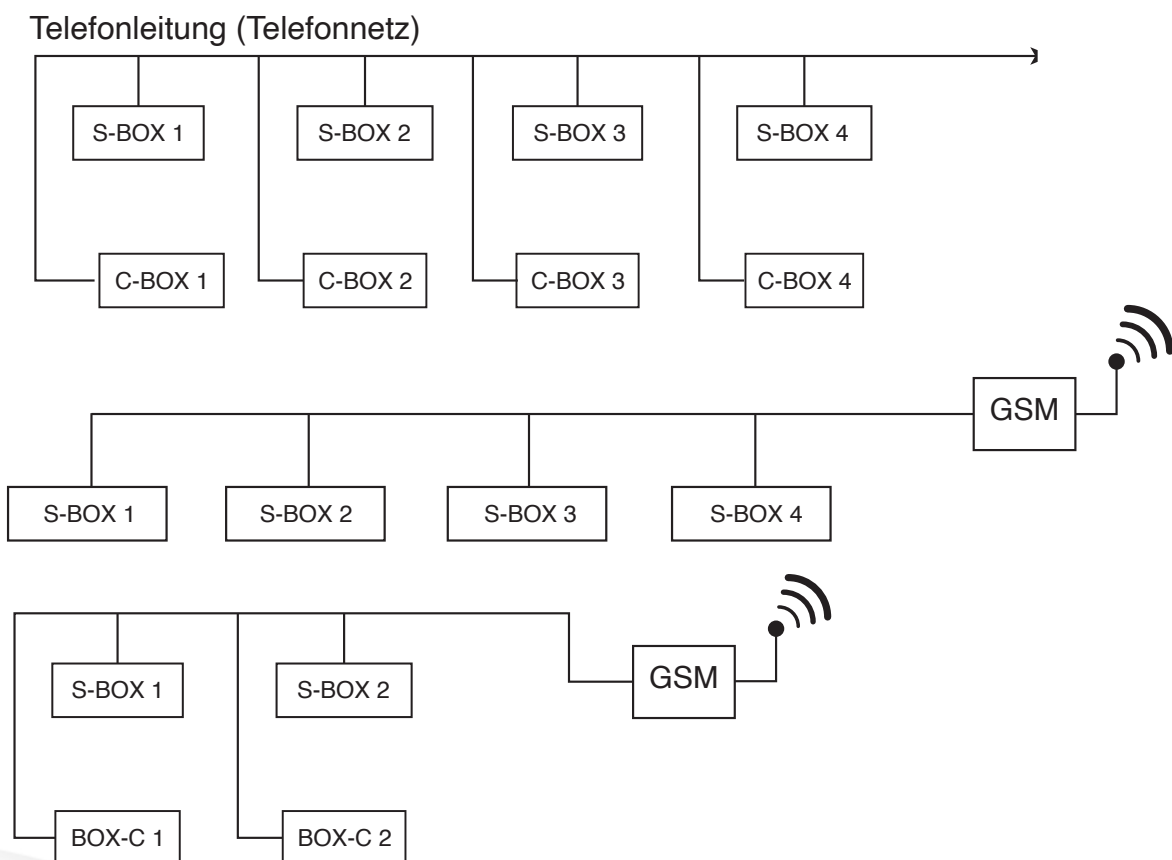 Telefonleitung (Telefonnetz)
S-BOX 1 S-BOX 2 S-BOX 3 S-BOX 4
C-BOX 1 C-BOX 2 C-BOX 3 C-BOX 4
GSM
S-BOX 1 S-BOX 2 S-BOX 3 S-BOX 4
S-BOX 1 S-BOX 2 GSM
BOX-C 1 BOX-C 2